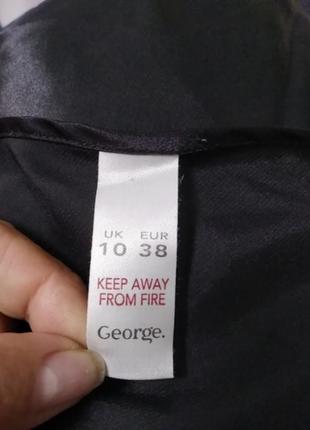 UK EUR
10 38
KEEP AWAY
FROM FIRE
George.